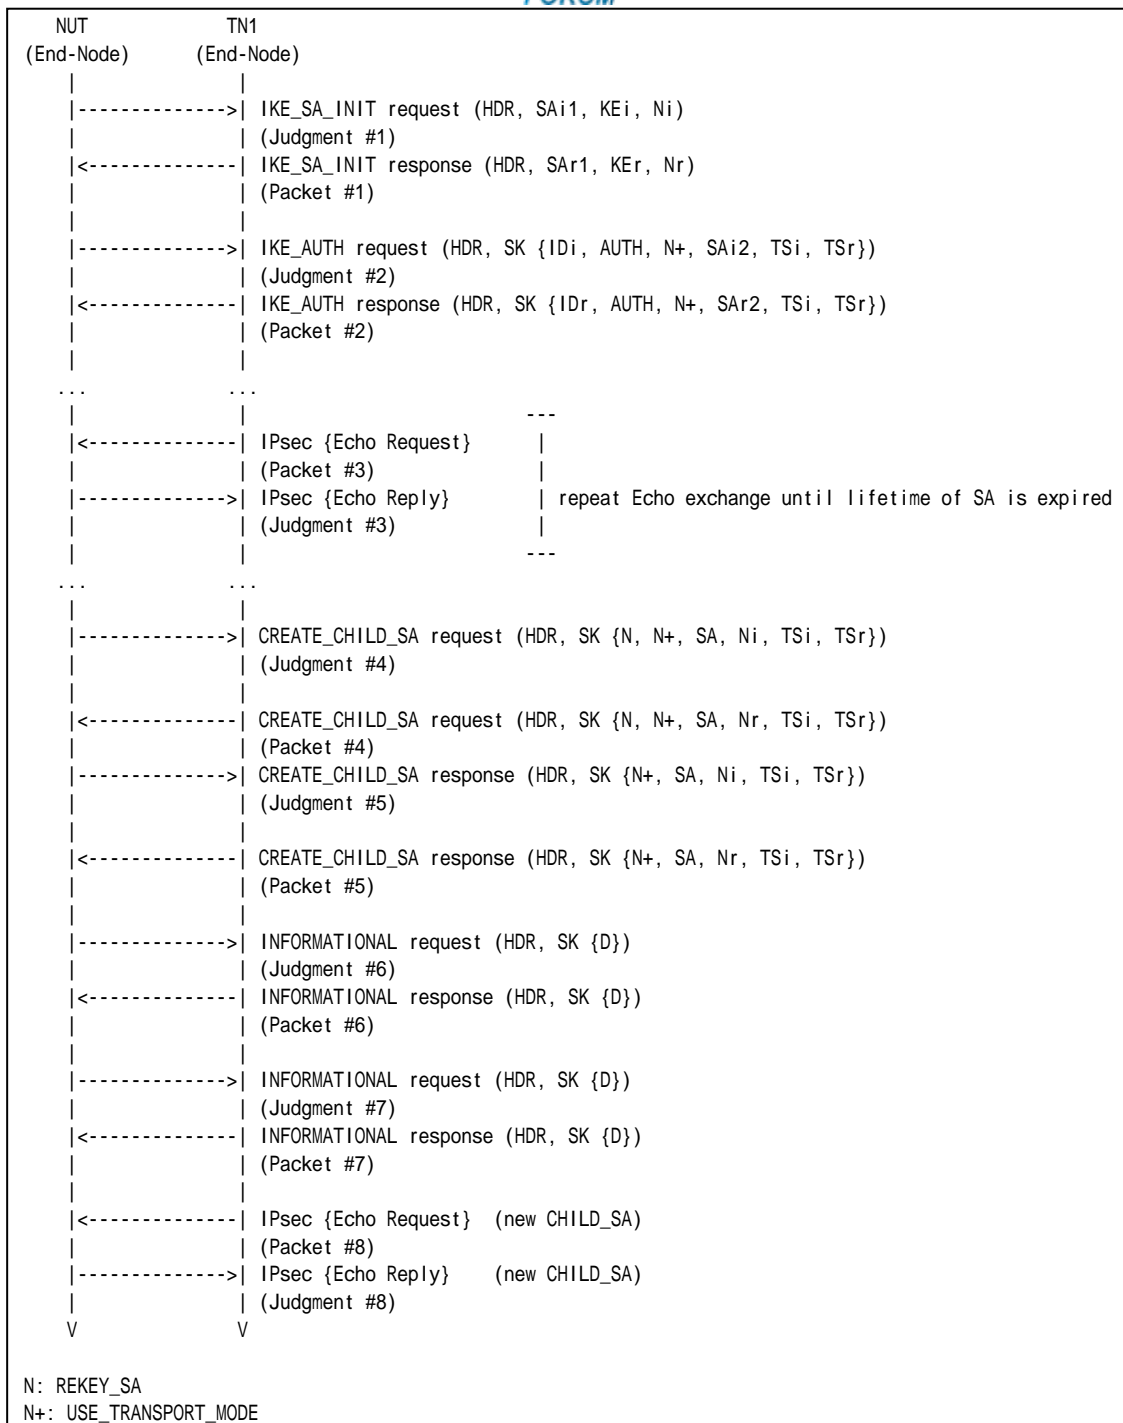 FORUM
NUT TN1
(End-Node) (End-Node)
| |
|-------------->| IKE_SA_INIT request (HDR, SAi1, KEi, Ni)
| | (Judgment #1)
|<--------------| IKE_SA_INIT response (HDR, SAr1, KEr, Nr)
| | (Packet #1)
| |
|-------------->| IKE_AUTH request (HDR, SK {IDi, AUTH, N+, SAi2, TSi, TSr})
| | (Judgment #2)
|<--------------| IKE_AUTH response (HDR, SK {IDr, AUTH, N+, SAr2, TSi, TSr})
| | (Packet #2)
| |
... ...
| | ---
|<--------------| IPsec {Echo Request} |
| | (Packet #3) |
|-------------->| IPsec {Echo Reply} | repeat Echo exchange until lifetime of SA is expired
| | (Judgment #3) |
| | ---
... ...
| |
|-------------->| CREATE_CHILD_SA request (HDR, SK {N, N+, SA, Ni, TSi, TSr})
| | (Judgment #4)
| |
|<--------------| CREATE_CHILD_SA request (HDR, SK {N, N+, SA, Nr, TSi, TSr})
| | (Packet #4)
|-------------->| CREATE_CHILD_SA response (HDR, SK {N+, SA, Ni, TSi, TSr})
| | (Judgment #5)
| |
|<--------------| CREATE_CHILD_SA response (HDR, SK {N+, SA, Nr, TSi, TSr})
| | (Packet #5)
| |
|-------------->| INFORMATIONAL request (HDR, SK {D})
| | (Judgment #6)
|<--------------| INFORMATIONAL response (HDR, SK {D})
| | (Packet #6)
| |
|-------------->| INFORMATIONAL request (HDR, SK {D})
| | (Judgment #7)
|<--------------| INFORMATIONAL response (HDR, SK {D})
| | (Packet #7)
| |
|<--------------| IPsec {Echo Request} (new CHILD_SA)
| | (Packet #8)
|-------------->| IPsec {Echo Reply} (new CHILD_SA)
| | (Judgment #8)
V V
N: REKEY_SA
N+: USE_TRANSPORT_MODE